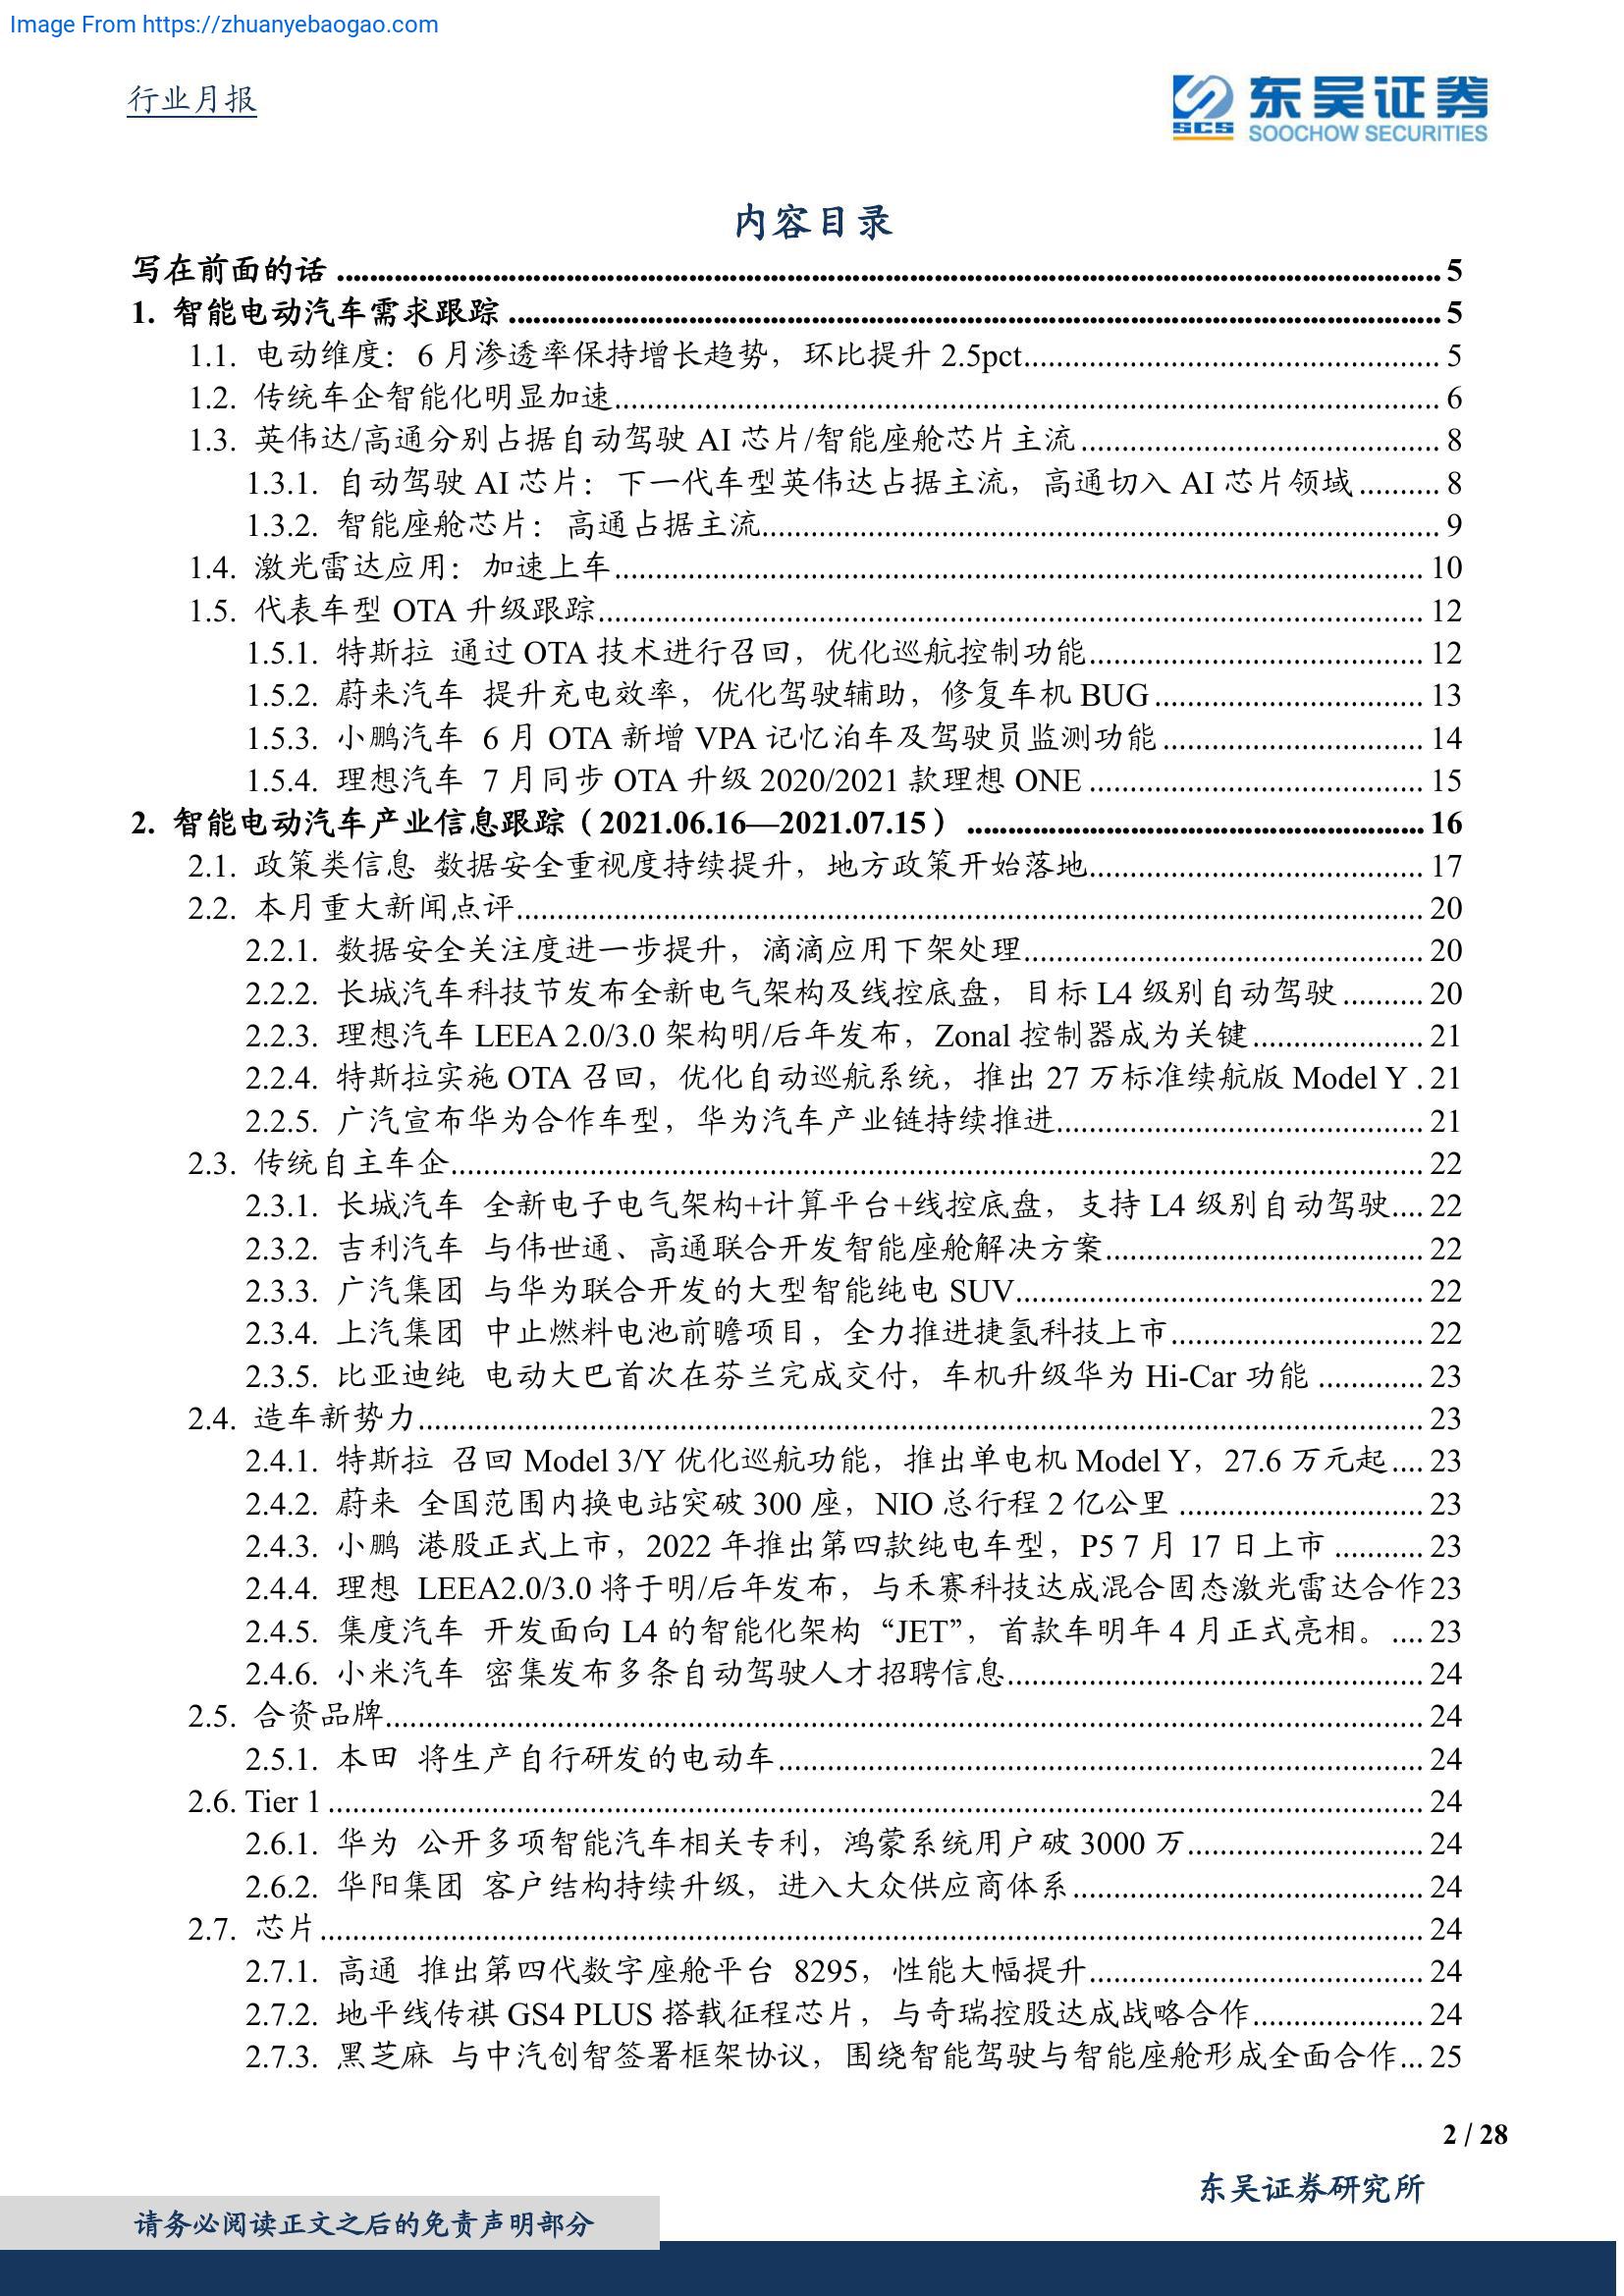 Image From https://zhuanyebaogao.com
行业月报
东吴证券
SCS
SOOCHOW SECURITIES
内容目录
写在前面的话 ........ 5
1. 智能电动汽车需求跟踪 ........ 5
1.1. 电动维度：6 月渗透率保持增长趋势，环比提升 2.5pct........ 5
1.2. 传统车企智能化明显加速........ 6
1.3. 英伟达/高通分别占据自动驾驶 AI 芯片/智能座舱芯片主流........ 8
1.3.1. 自动驾驶 AI 芯片：下一代车型英伟达占据主流，高通切入 AI 芯片领域.......... 8
1.3.2. 智能座舱芯片：高通占据主流........ 9
1.4. 激光雷达应用：加速上车........ 10
1.5. 代表车型 OTA 升级跟踪........ 12
1.5.1. 特斯拉 通过 OTA 技术进行召回，优化巡航控制功能........ 12
1.5.2. 蔚来汽车 提升充电效率，优化驾驶辅助，修复车机 BUG........ 13
1.5.3. 小鹏汽车 6 月 OTA 新增 VPA 记忆泊车及驾驶员监测功能........ 14
1.5.4. 理想汽车 7 月同步 OTA 升级 2020/2021 款理想 ONE ........ 15
2. 智能电动汽车产业信息跟踪（2021.06.16—2021.07.15） ........ 16
2.1. 政策类信息 数据安全重视度持续提升，地方政策开始落地........ 17
2.2. 本月重大新闻点评........ 20
2.2.1. 数据安全关注度进一步提升，滴滴应用下架处理........ 20
2.2.2. 长城汽车科技节发布全新电气架构及线控底盘，目标 L4 级别自动驾驶.......... 20
2.2.3. 理想汽车 LEEA 2.0/3.0 架构明/后年发布，Zonal 控制器成为关键........ 21
2.2.4. 特斯拉实施 OTA 召回，优化自动巡航系统，推出 27 万标准续航版 Model Y . 21
2.2.5. 广汽宣布华为合作车型，华为汽车产业链持续推进........ 21
2.3. 传统自主车企........ 22
2.3.1. 长城汽车 全新电子电气架构+计算平台+线控底盘，支持 L4 级别自动驾驶.... 22
2.3.2. 吉利汽车 与伟世通、高通联合开发智能座舱解决方案........ 22
2.3.3. 广汽集团 与华为联合开发的大型智能纯电 SUV........ 22
2.3.4. 上汽集团 中止燃料电池前瞻项目，全力推进捷氢科技上市........ 22
2.3.5. 比亚迪纯 电动大巴首次在芬兰完成交付，车机升级华为 Hi-Car 功能 ............. 23
2.4. 造车新势力........ 23
2.4.1. 特斯拉 召回 Model 3/Y 优化巡航功能，推出单电机 Model Y，27.6 万元起.... 23
2.4.2. 蔚来 全国范围内换电站突破 300 座，NIO 总行程 2 亿公里 ........ 23
2.4.3. 小鹏 港股正式上市，2022 年推出第四款纯电车型，P5 7 月 17 日上市 ........... 23
2.4.4. 理想 LEEA2.0/3.0 将于明/后年发布，与禾赛科技达成混合固态激光雷达合作23
2.4.5. 集度汽车 开发面向 L4 的智能化架构“JET”，首款车明年 4 月正式亮相。.... 23
2.4.6. 小米汽车 密集发布多条自动驾驶人才招聘信息........ 24
2.5. 合资品牌........ 24
2.5.1. 本田 将生产自行研发的电动车........ 24
2.6. Tier 1 ........ 24
2.6.1. 华为 公开多项智能汽车相关专利，鸿蒙系统用户破 3000 万........ 24
2.6.2. 华阳集团 客户结构持续升级，进入大众供应商体系........ 24
2.7. 芯片........ 24
2.7.1. 高通 推出第四代数字座舱平台 8295，性能大幅提升........ 24
2.7.2. 地平线传祺 GS4 PLUS 搭载征程芯片，与奇瑞控股达成战略合作........ 24
2.7.3. 黑芝麻 与中汽创智签署框架协议，围绕智能驾驶与智能座舱形成全面合作... 25
2 / 28
东吴证券研究所
请务必阅读正文之后的免责声明部分